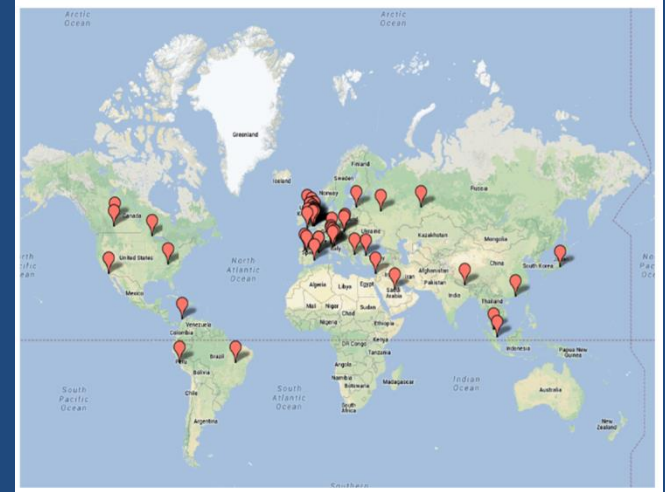 Arctic
Ocean
Arctic
Ocean
Greenland
Iceland
Finland
Sweden
Norway
Russia
Canada
Kazakhstan
Mongolia
Ukraine
United States
North
Atlantic
Ocean
Italy
China
South Korea
Afghanistan
Pakistan
Iran
Algeria
Libya
Egypt
Saudi
Arabia
Mexico
India
Thailand
Mali
Niger
Chad
Sudan
Nigeria
Ethiopia
Venezuela
Colombia
DR Congo
Kenya
Tanzania
Indonesia
Papua New
Guinea
Peru
Brazil
Bolivia
Angola
Namibia
Botswana
Madagascar
Indian
Ocean
Australia
Chile
South
Pacific
Ocean
South
Atlantic
Ocean
South
Africa
Argentina
New
Zealand
Southern